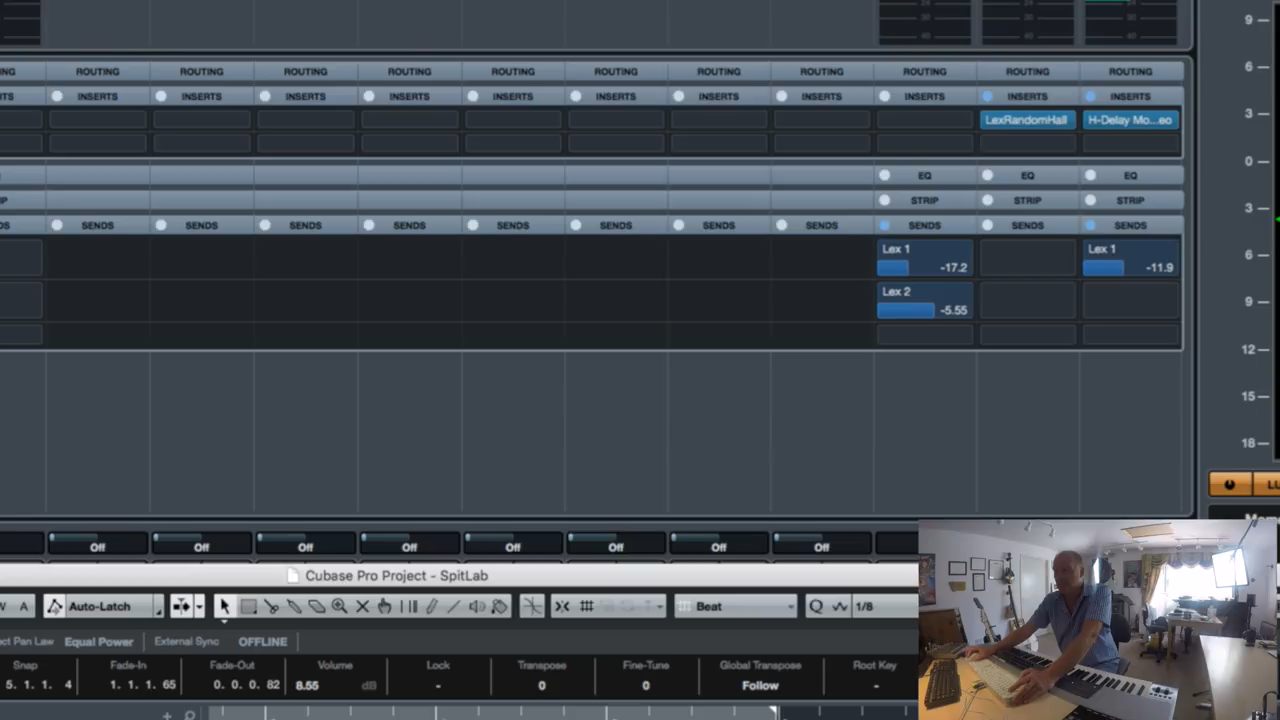 9
ROUTING ROUTING ROUTING ROUTING ROUTING ROUTING ROUTING ROUTING ROUTING ROUTING ROUTING
6
INSERTS INSERTS INSERTS INSERTS INSERTS INSERTS INSERTS INSERTS INSERTS INSERTS INSERTS
LexRandomHall H-Delay Mo...eo
3
0
EQ EQ EQ
STRIP STRIP STRIP
3
SENDS SENDS SENDS SENDS SENDS SENDS SENDS SENDS SENDS SENDS SENDS
Lex 1 Lex 1
6
-17.2 -11.9
Lex 2
9
-5.55
12
15
18
Off Off Off Off Off Off Off Off
Cubase Pro Project - SpitLab
A Auto-Latch Beat Q 1/8
ct Pan Law Equal Power External Sync OFFLINE
Snap Fade-In Fade-Out Volume Lock Transpose Fine-Tune Global Transpose Root Key
5. 1. 1. 4 1. 1. 1. 65 0. 0. 0. 82 8.55 dB - 0 0 Follow -